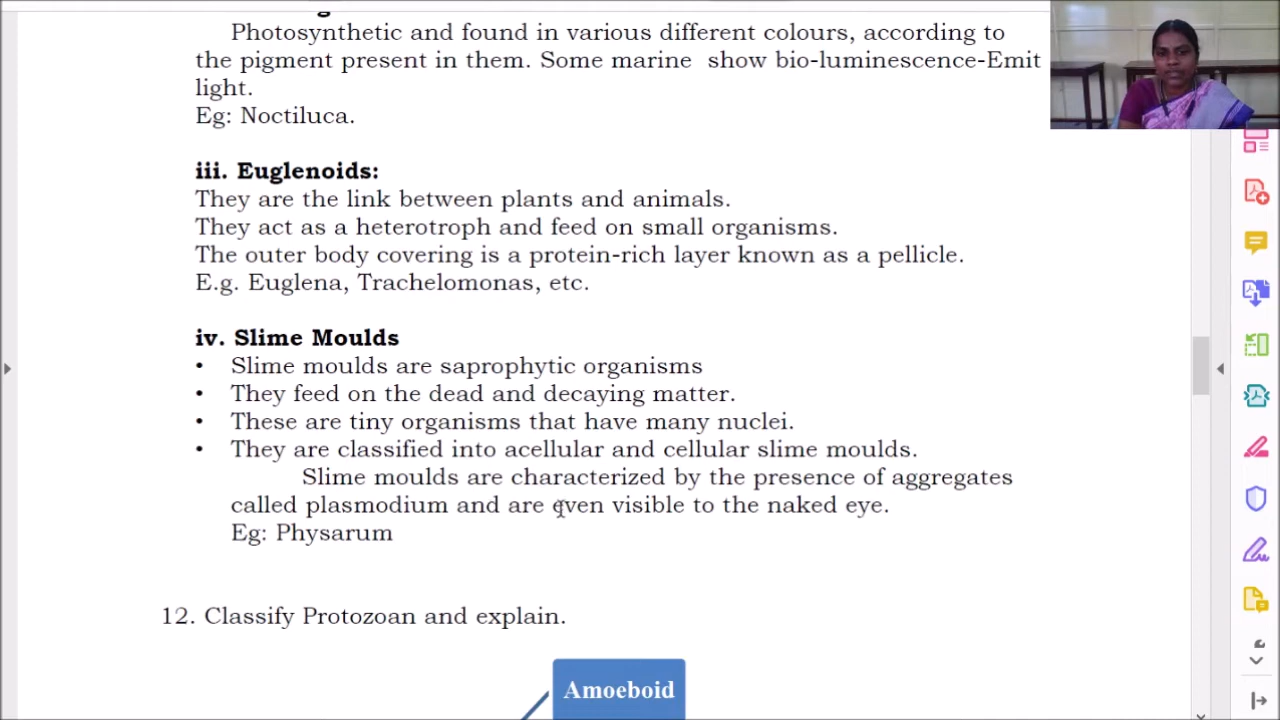 Photosynthetic and found in various different colours, according to
the pigment present in them. Some marine  show bio-luminescence-Emit
light.
Eg: Noctiluca.
iii. Euglenoids:
They are the link between plants and animals.
They act as a heterotroph and feed on small organisms.
The outer body covering is a protein-rich layer known as a pellicle.
E.g. Euglena, Trachelomonas, etc.
iv. Slime Moulds
• Slime moulds are saprophytic organisms
• They feed on the dead and decaying matter.
• These are tiny organisms that have many nuclei.
• They are classified into acellular and cellular slime moulds.
Slime moulds are characterized by the presence of aggregates
called plasmodium and are even visible to the naked eye.
Eg: Physarum
12. Classify Protozoan and explain.
Amoeboid